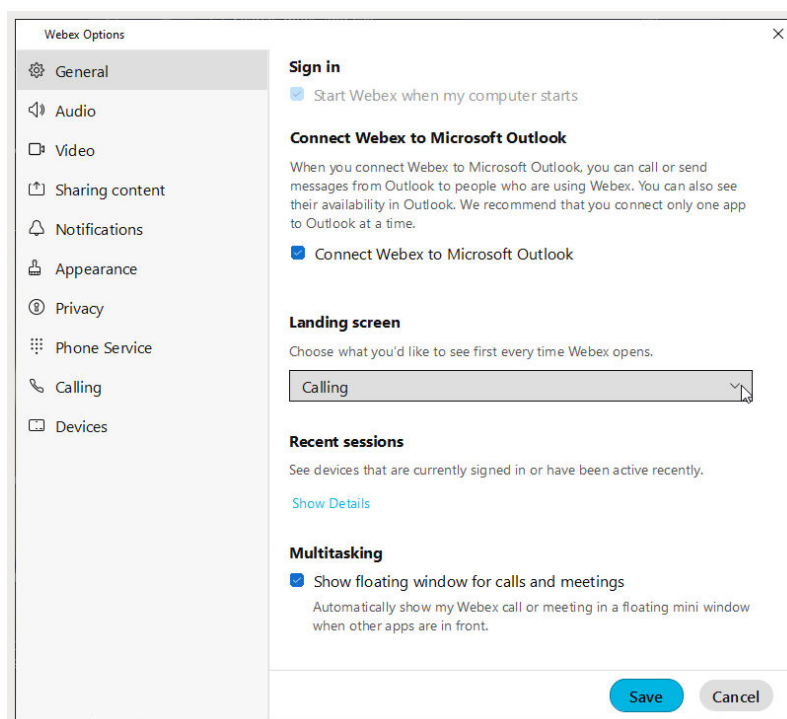 Webex Options
General
Audio
Video
Sharing content
Notifications
Appearance
Privacy
Phone Service
Calling
Devices
Sign in
Start Webex when my computer starts
Connect Webex to Microsoft Outlook
When you connect Webex to Microsoft Outlook, you can call or send
messages from Outlook to people who are using Webex. You can also see
their availability in Outlook. We recommend that you connect only one app
to Outlook at a time.
Connect Webex to Microsoft Outlook
Landing screen
Choose what you'd like to see first every time Webex opens.
Calling
Recent sessions
See devices that are currently signed in or have been active recently.
Show Details
Multitasking
Show floating window for calls and meetings
Automatically show my Webex call or meeting in a floating mini window
when other apps are in front.
Save
Cancel